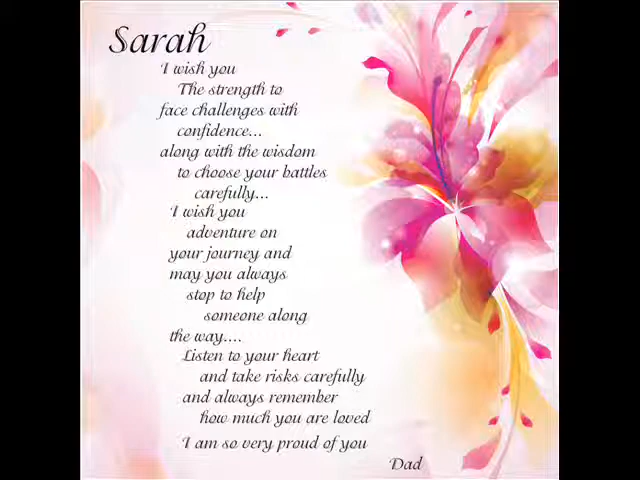 Sarah
I wish you
The strength to
face challenges with
confidence...
along with the wisdom
to choose your battles
carefully...
I wish you
adventure on
your journey and
may you always
stop to help
someone along
the way....
Listen to your heart
and take risks carefully
and always remember
how much you are loved
I am so very proud of you
Dad